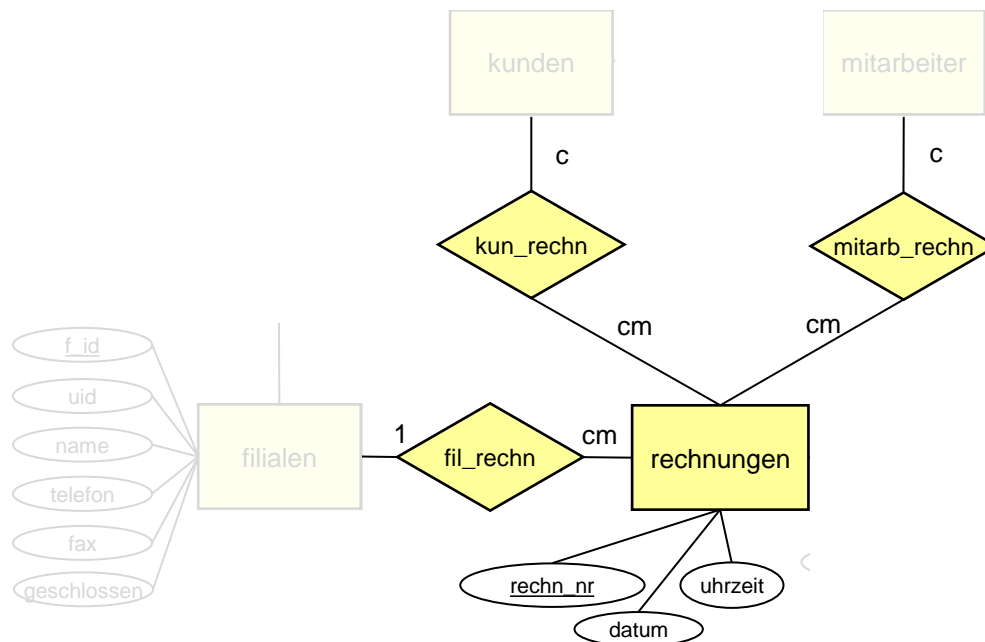 kunden
mitarbeiter
c
c
kun_rechn
mitarb_rechn
cm
cm
f_id
uid
name
telefon
fax
geschlossen
filialen
1
fil_rechn
cm
rechnungen
rechn_nr
datum
uhrzeit